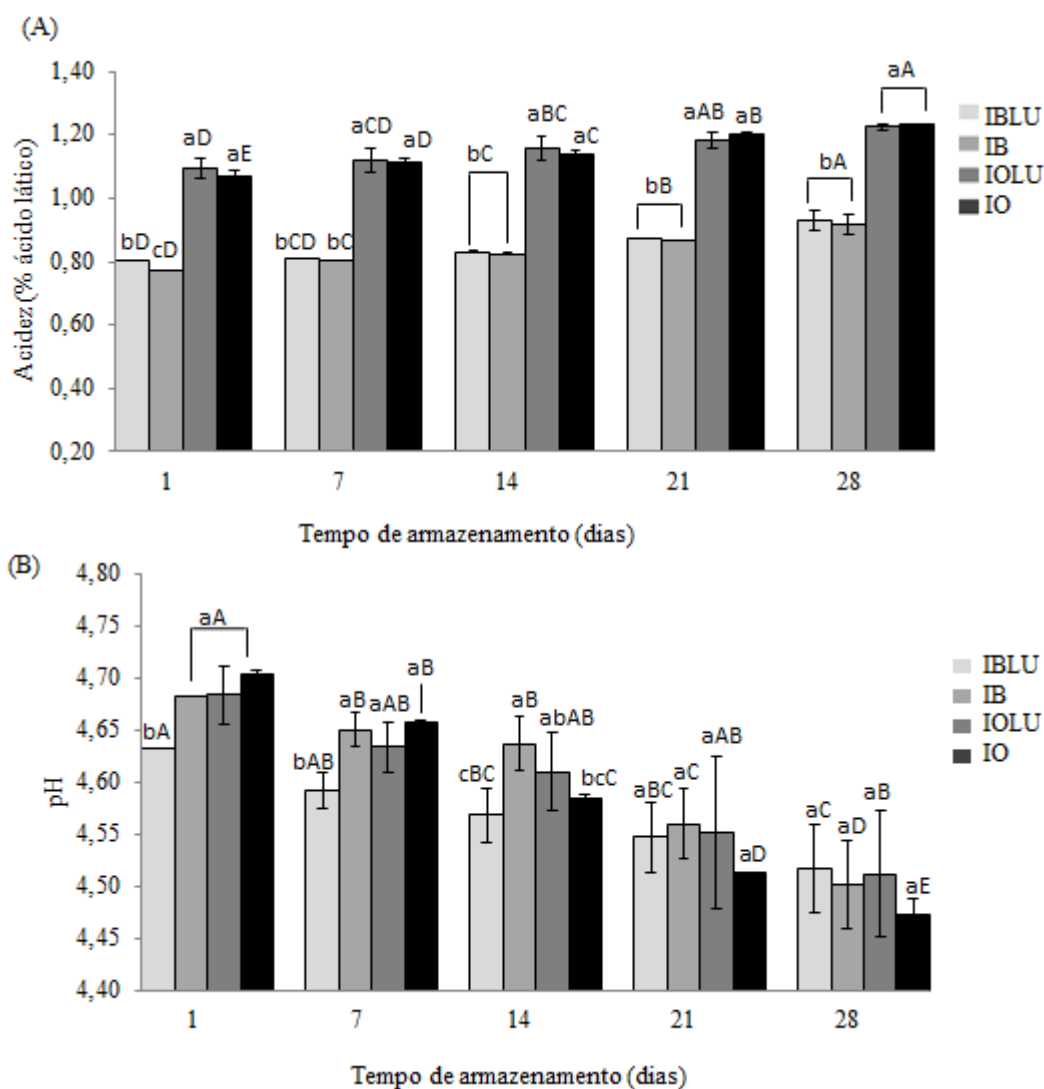 (A)
Acidez (% ácido lático)
1,40
1,20
1,00
0,80
0,60
0,40
0,20
bD cD aD aE
bCD bC aCD aD
bC aBC aC
bB aAB aB
bA aA
1 7 14 21 28
Tempo de armazenamento (dias)
IBLU
IB
IOLU
IO
(B)
pH
4,80
4,75
4,70
4,65
4,60
4,55
4,50
4,45
4,40
bA aA
bAB aB aAB aB
cBC aB abAB bcC
aBC aC aAB aD
aC aD aB aE
1 7 14 21 28
Tempo de armazenamento (dias)
IBLU
IB
IOLU
IO